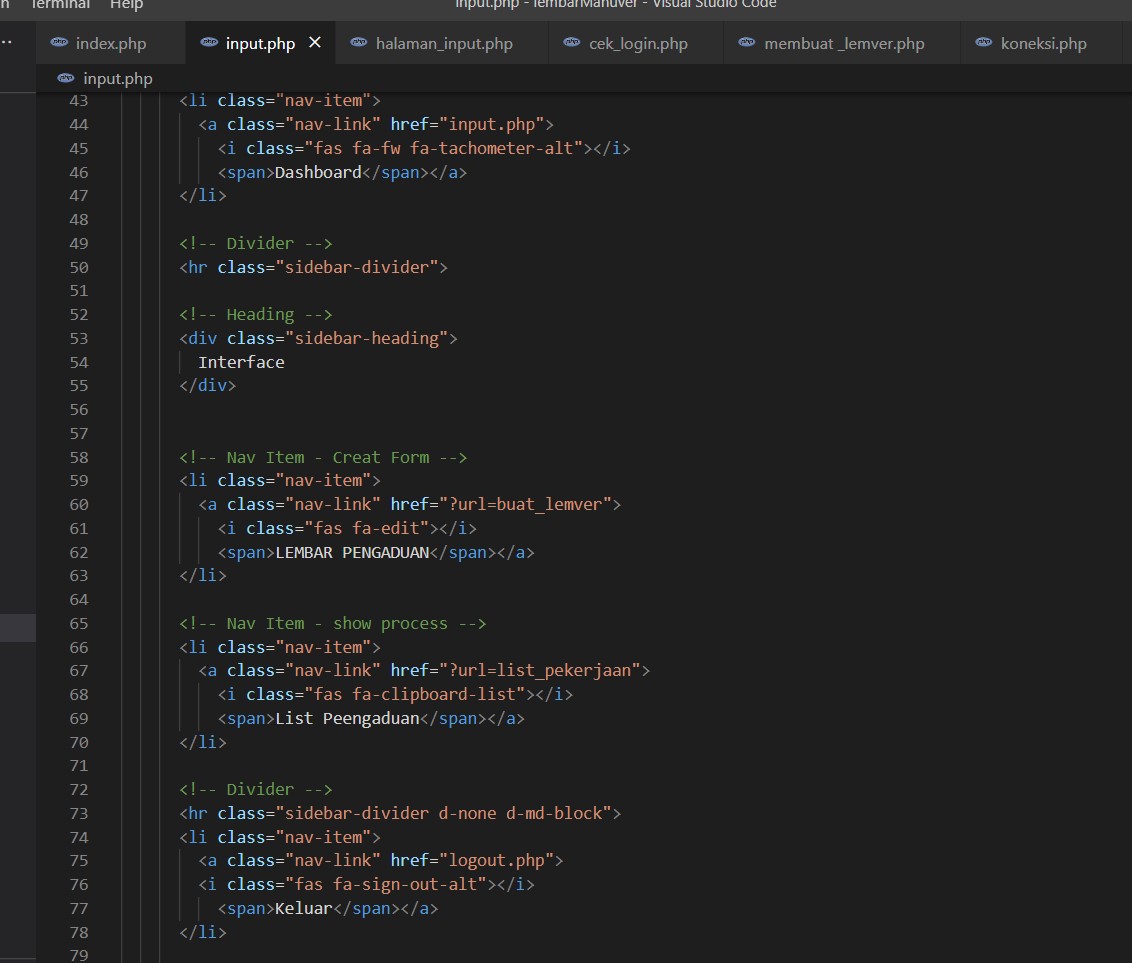 Terminal Help input.php - lembarManuver - Visual Studio Code
index.php input.php halaman_input.php cek_login.php membuat _lemver.php koneksi.php
input.php
43 <li class="nav-item">
44 <a class="nav-link" href="input.php">
45 <i class="fas fa-fw fa-tachometer-alt"></i>
46 <span>Dashboard</span></a>
47 </li>
48
49 <!-- Divider -->
50 <hr class="sidebar-divider">
51
52 <!-- Heading -->
53 <div class="sidebar-heading">
54 Interface
55 </div>
56
57
58 <!-- Nav Item - Creat Form -->
59 <li class="nav-item">
60 <a class="nav-link" href="?url=buat_lemver">
61 <i class="fas fa-edit"></i>
62 <span>LEMBAR PENGADUAN</span></a>
63 </li>
64
65 <!-- Nav Item - show process -->
66 <li class="nav-item">
67 <a class="nav-link" href="?url=list_pekerjaan">
68 <i class="fas fa-clipboard-list"></i>
69 <span>List Peengaduan</span></a>
70 </li>
71
72 <!-- Divider -->
73 <hr class="sidebar-divider d-none d-md-block">
74 <li class="nav-item">
75 <a class="nav-link" href="logout.php">
76 <i class="fas fa-sign-out-alt"></i>
77 <span>Keluar</span></a>
78 </li>
79